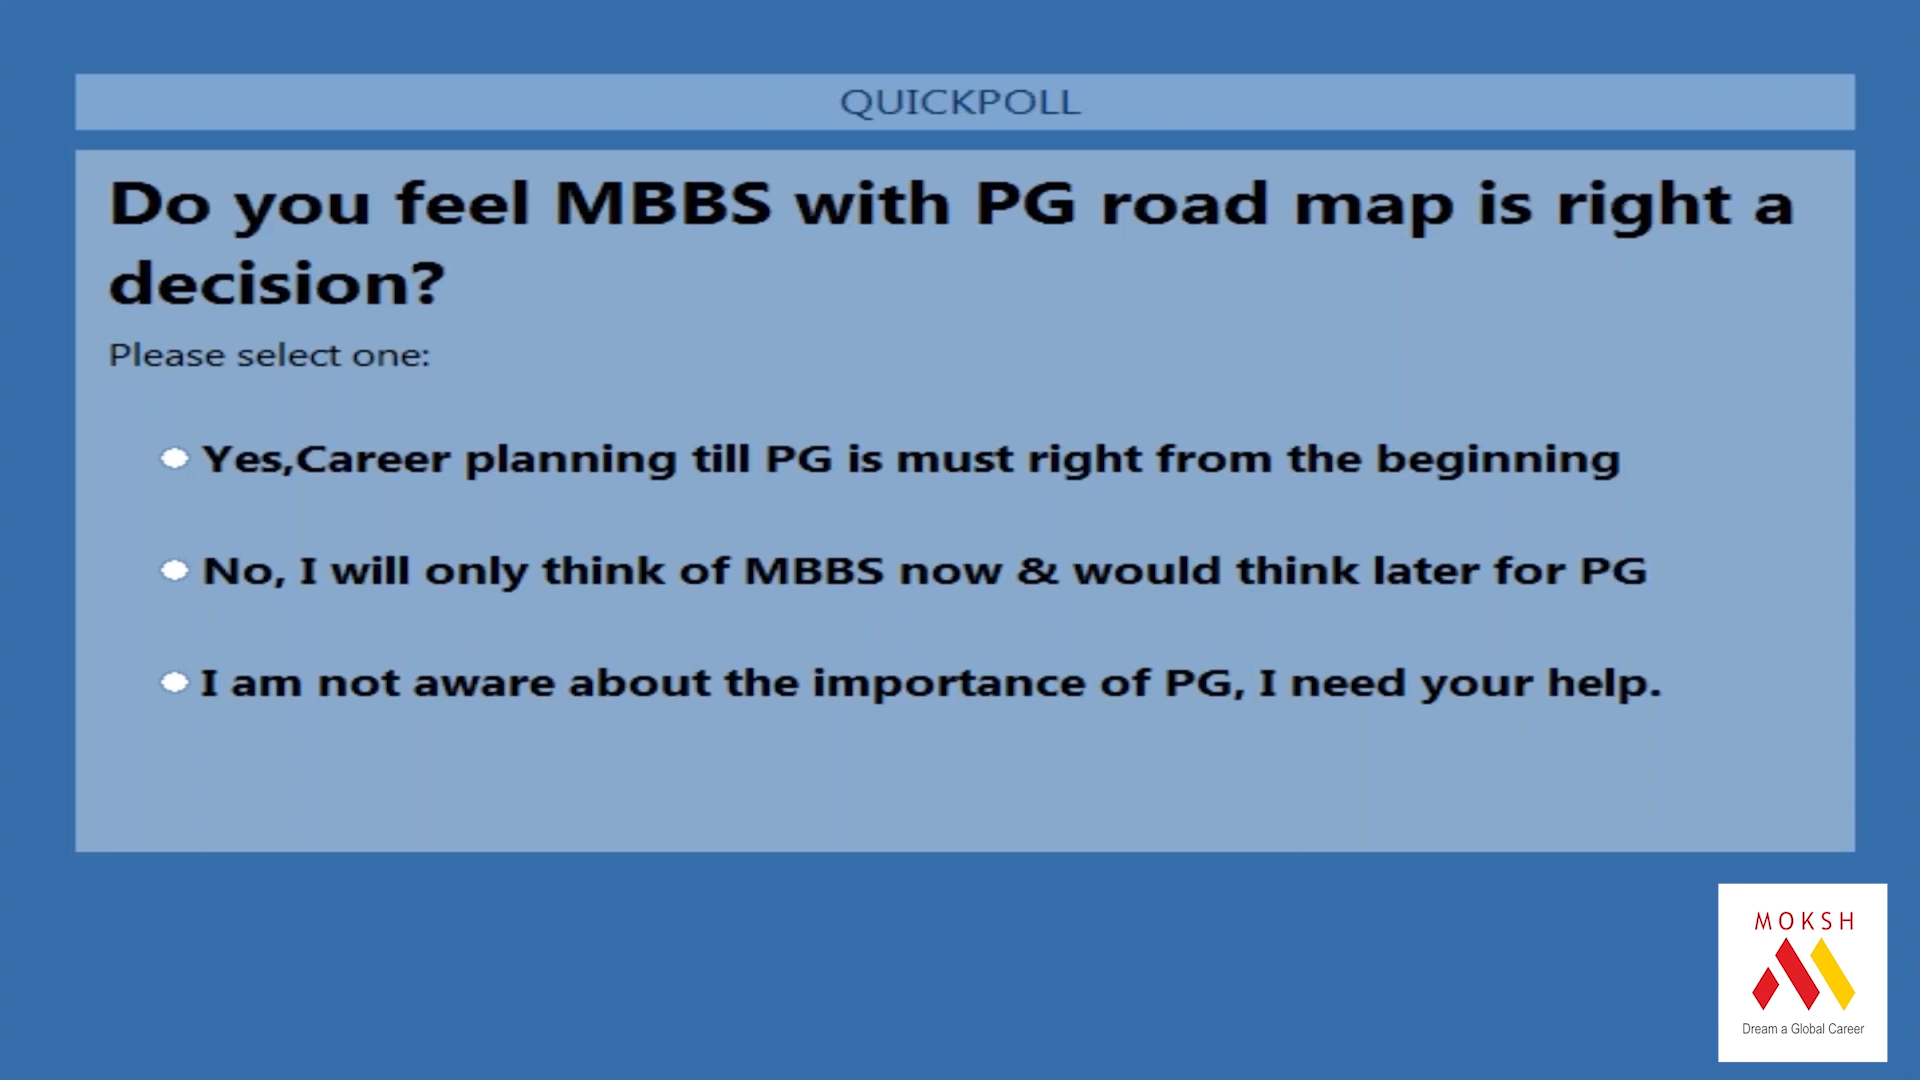 QUICKPOLL
Do you feel MBBS with PG road map is right a
decision?
Please select one:
Yes,Career planning till PG is must right from the beginning
No, I will only think of MBBS now & would think later for PG
I am not aware about the importance of PG, I need your help.
MOKSH
Dream a Global Career